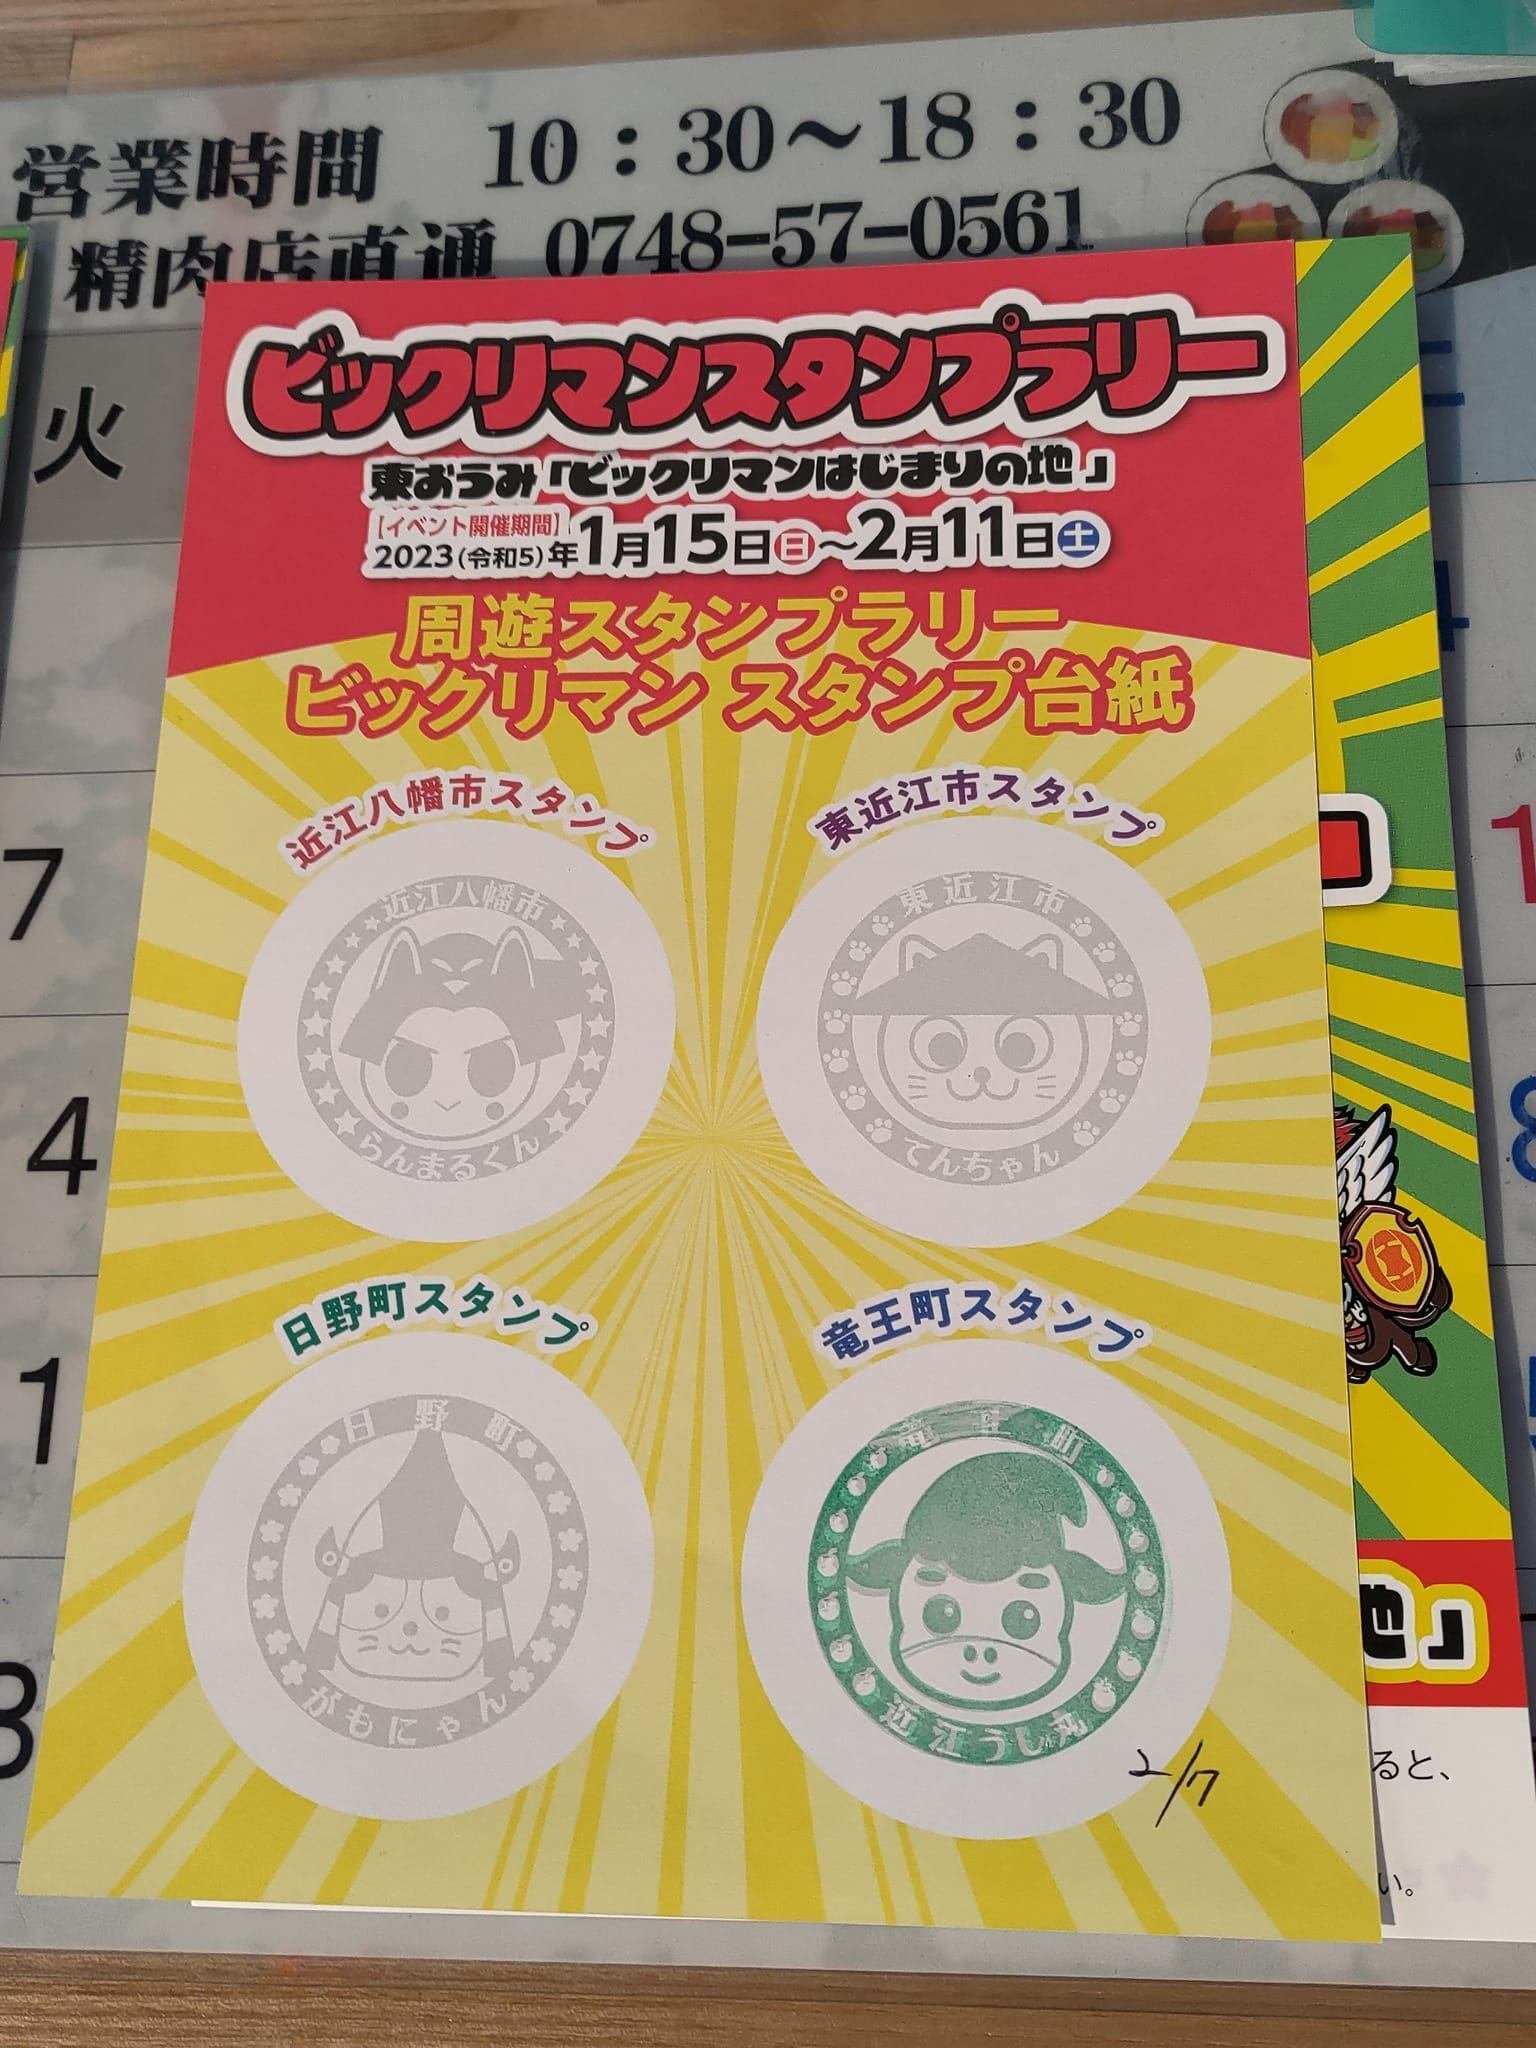 営業時間 10：30～18：30
精肉店直通 0748-57-0561
火
ビックリマンスタンプラリー
東おうみ「ビックリマンはじまりの地」
【イベント開催期間】
2023(令和5)年1月15日日～2月11日土
周遊スタンプラリー
ビックリマン スタンプ台紙
近江八幡市スタンプ
東近江市スタンプ
近江八幡市
らんまるくん
東近江市
てんちゃん
日野町スタンプ
竜王町スタンプ
日野町
がもにゃん
竜王町
近江うし丸
2/7
7
4
1
8
地」
ると、
い。